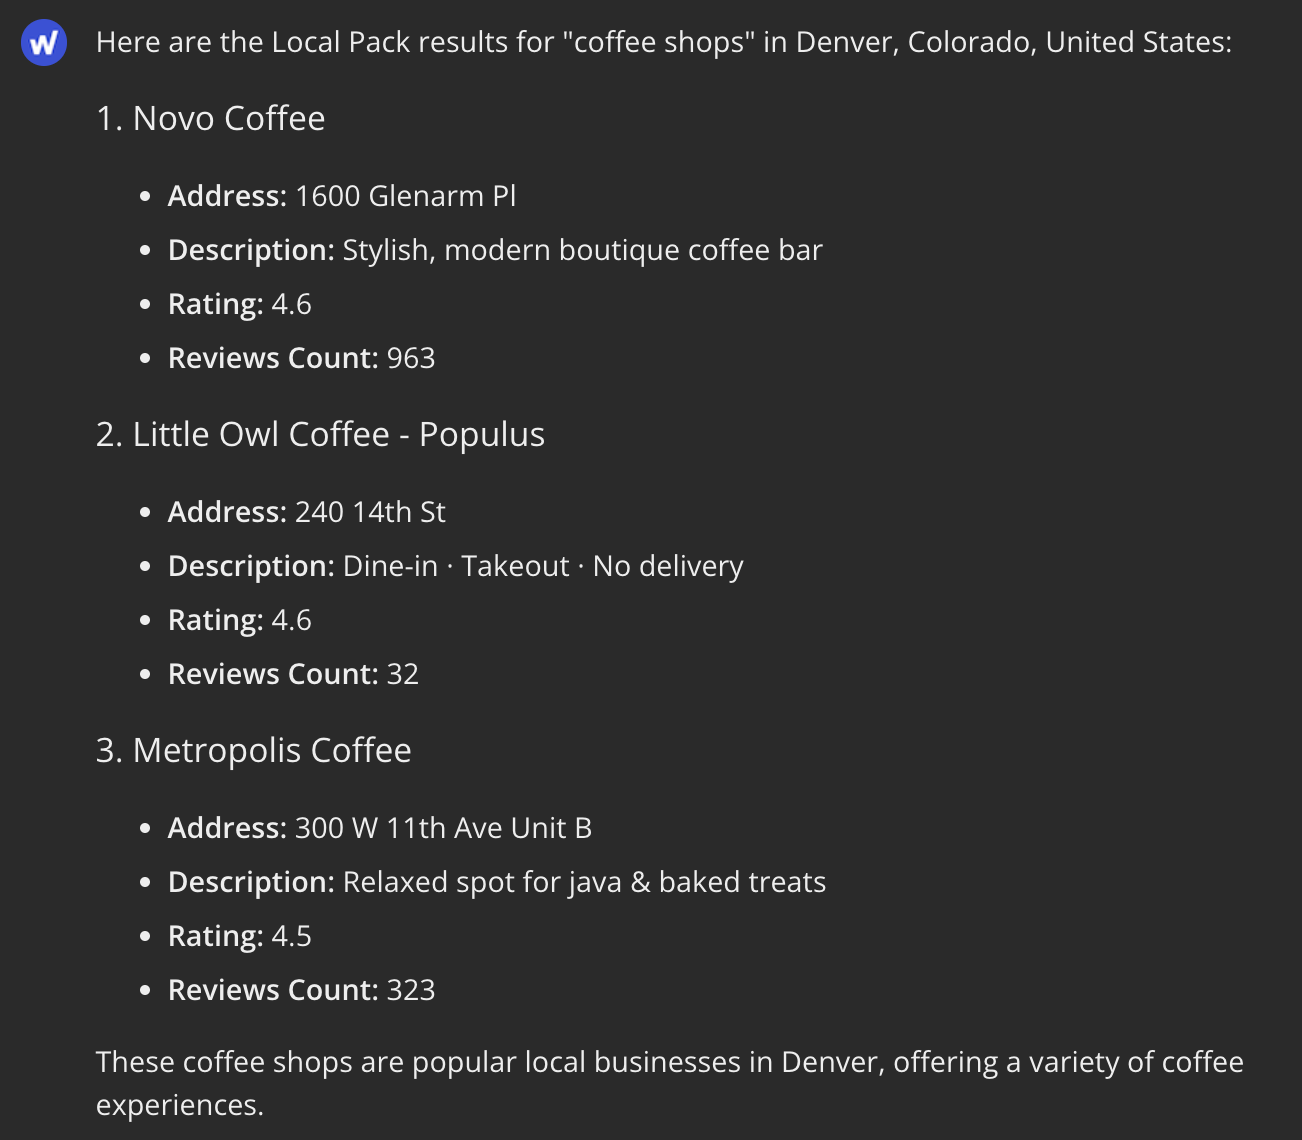 W
Here are the Local Pack results for "coffee shops" in Denver, Colorado, United States:
1. Novo Coffee
• Address: 1600 Glenarm Pl
• Description: Stylish, modern boutique coffee bar
• Rating: 4.6
• Reviews Count: 963
2. Little Owl Coffee - Populus
• Address: 240 14th St
• Description: Dine-in · Takeout · No delivery
• Rating: 4.6
• Reviews Count: 32
3. Metropolis Coffee
• Address: 300 W 11th Ave Unit B
• Description: Relaxed spot for java & baked treats
• Rating: 4.5
• Reviews Count: 323
These coffee shops are popular local businesses in Denver, offering a variety of coffee
experiences.